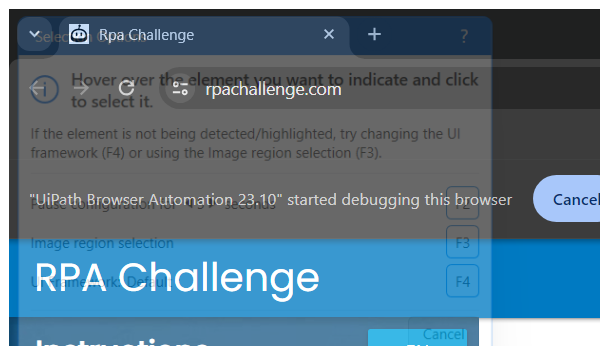 Selection Options
?
Rpa Challenge
Hover over the element you want to indicate and click
to select it.
rpachallenge.com
If the element is not being detected/highlighted, try changing the UI
framework (F4) or using the Image region selection (F3).
"UiPath Browser Automation 23.10" started debugging this browser
Cancel
Pause configuration for < 3 > seconds
F2
Image region selection
F3
RPA Challenge
UI framework: Default
F4
Instructions
Cancel